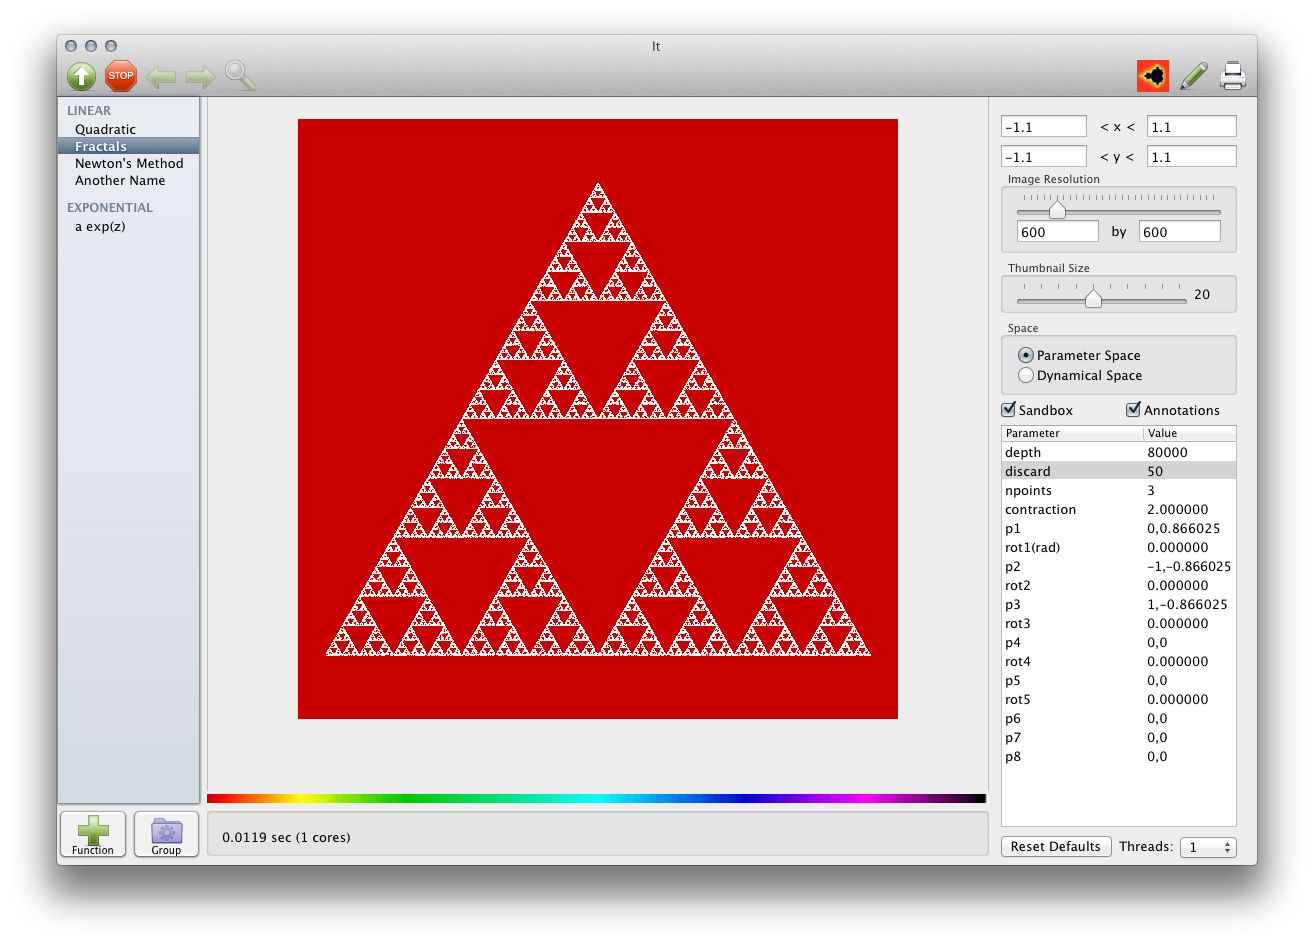 It
STOP
LINEAR
Quadratic
Fractals
Newton's Method
Another Name
EXPONENTIAL
a exp(z)
Function
Group
0.0119 sec (1 cores)
-1.1 < x < 1.1
-1.1 < y < 1.1
Image Resolution
600 by 600
Thumbnail Size
20
Space
Parameter Space
Dynamical Space
Sandbox Annotations
Parameter Value
depth 80000
discard 50
npoints 3
contraction 2.000000
p1 0,0.866025
rot1(rad) 0.000000
p2 -1,-0.866025
rot2 0.000000
p3 1,-0.866025
rot3 0.000000
p4 0,0
rot4 0.000000
p5 0,0
rot5 0.000000
p6 0,0
p7 0,0
p8 0,0
Reset Defaults Threads: 1